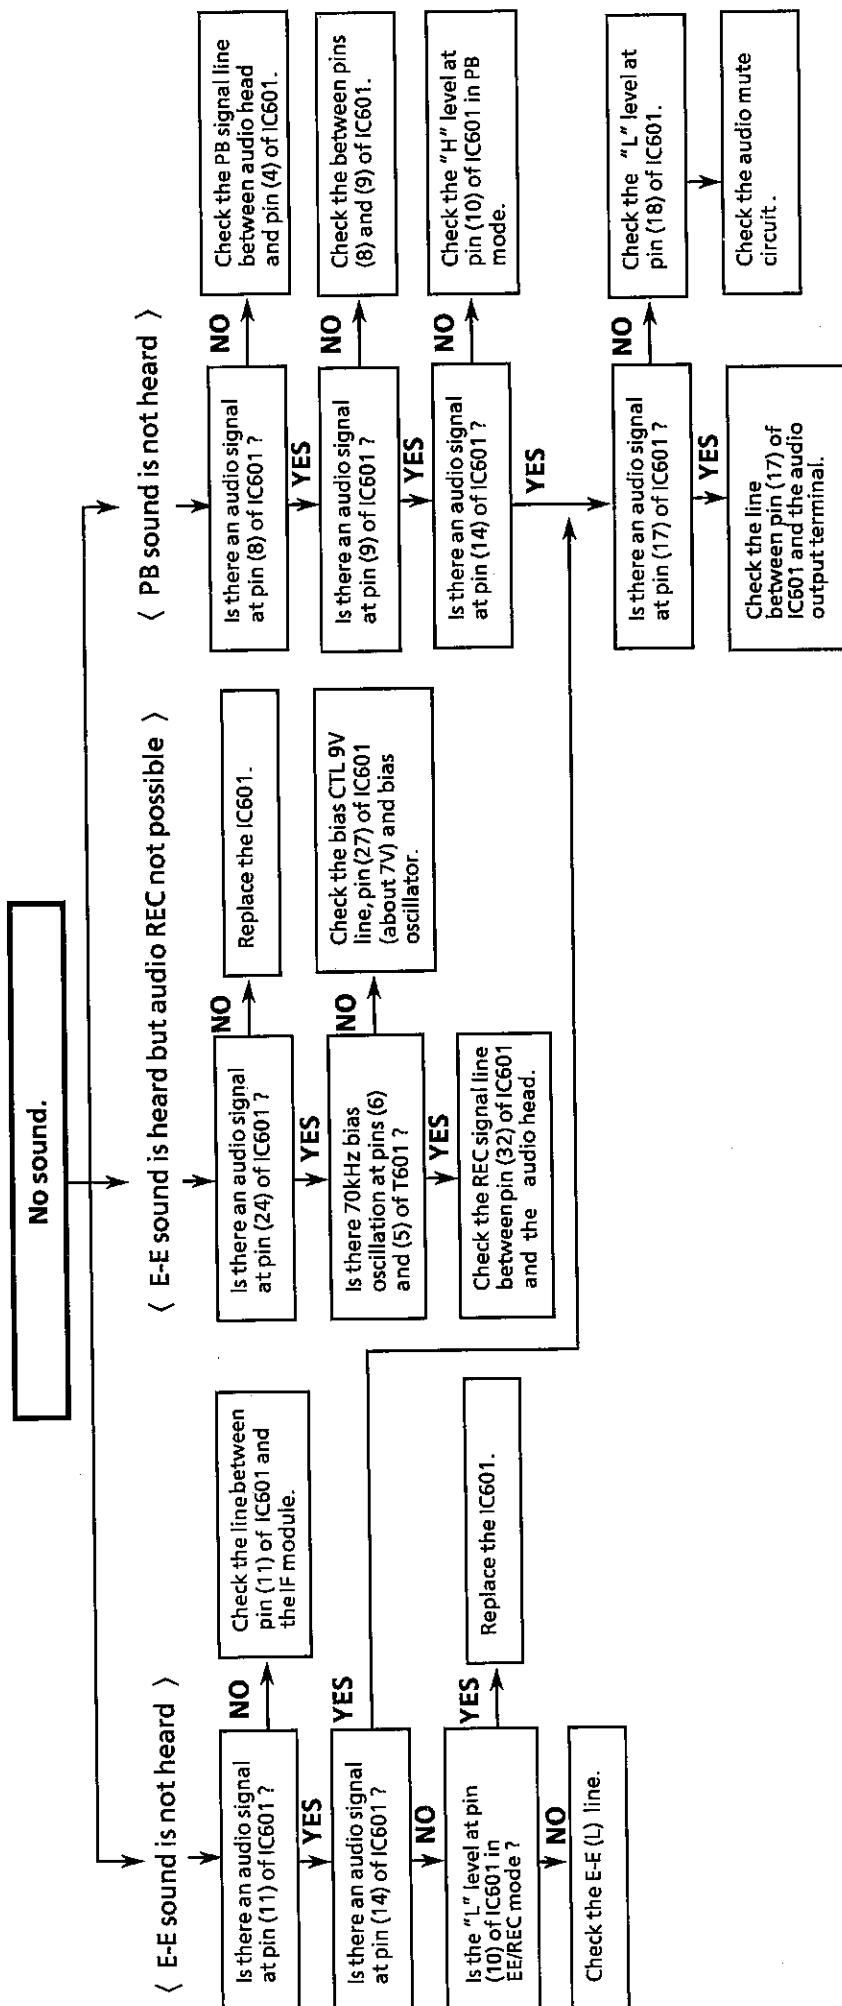 No sound.
〈 E-E sound is not heard 〉
Is there an audio signal
at pin (11) of IC601 ?
NO
Check the line between
pin (11) of IC601 and
the IF module.
YES
Is there an audio signal
at pin (14) of IC601 ?
YES
NO
Is the "L" level at pin
(10) of IC601 in
EE/REC mode ?
YES
Replace the IC601.
NO
Check the E-E (L) line.
〈 E-E sound is heard but audio REC not possible 〉
Is there an audio signal
at pin (24) of IC601 ?
NO
Replace the IC601.
YES
Is there 70kHz bias
oscillation at pins (6)
and (5) of T601 ?
NO
Check the bias CTL 9V
line, pin (27) of IC601
(about 7V) and bias
oscillator.
YES
Check the REC signal line
between pin (32) of IC601
and the audio head.
〈 PB sound is not heard 〉
Is there an audio signal
at pin (8) of IC601 ?
NO
Check the PB signal line
between audio head
and pin (4) of IC601.
YES
Is there an audio signal
at pin (9) of IC601 ?
NO
Check the between pins
(8) and (9) of IC601.
YES
Is there an audio signal
at pin (14) of IC601 ?
NO
Check the "H" level at
pin (10) of IC601 in PB
mode.
YES
Is there an audio signal
at pin (17) of IC601 ?
NO
Check the "L" level at
pin (18) of IC601.
Check the audio mute
circuit.
YES
Check the line
between pin (17) of
IC601 and the audio
output terminal.